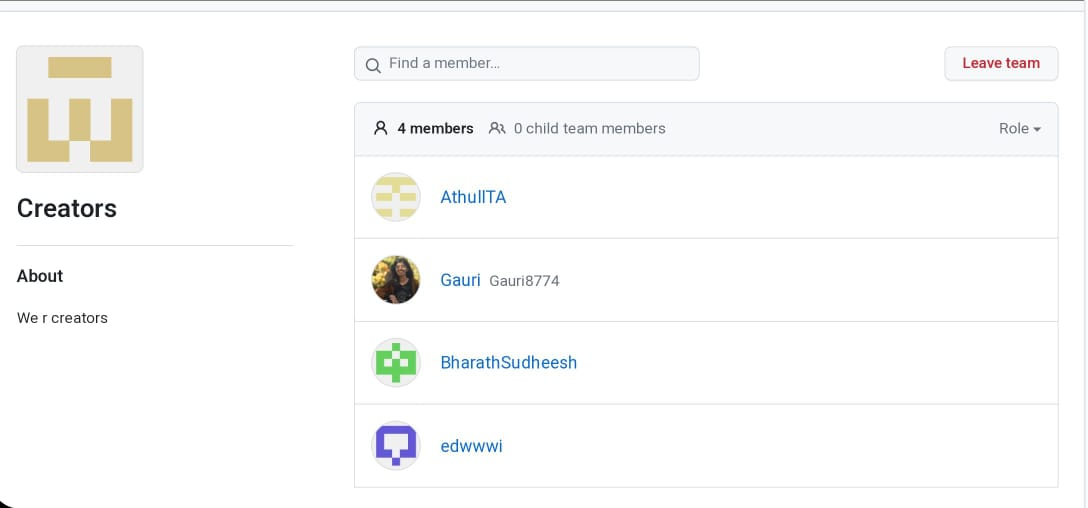 Find a member...
Leave team
4 members 0 child team members Role
Creators
About
We r creators
AthullTA
Gauri Gauri8774
BharathSudheesh
edwwwi